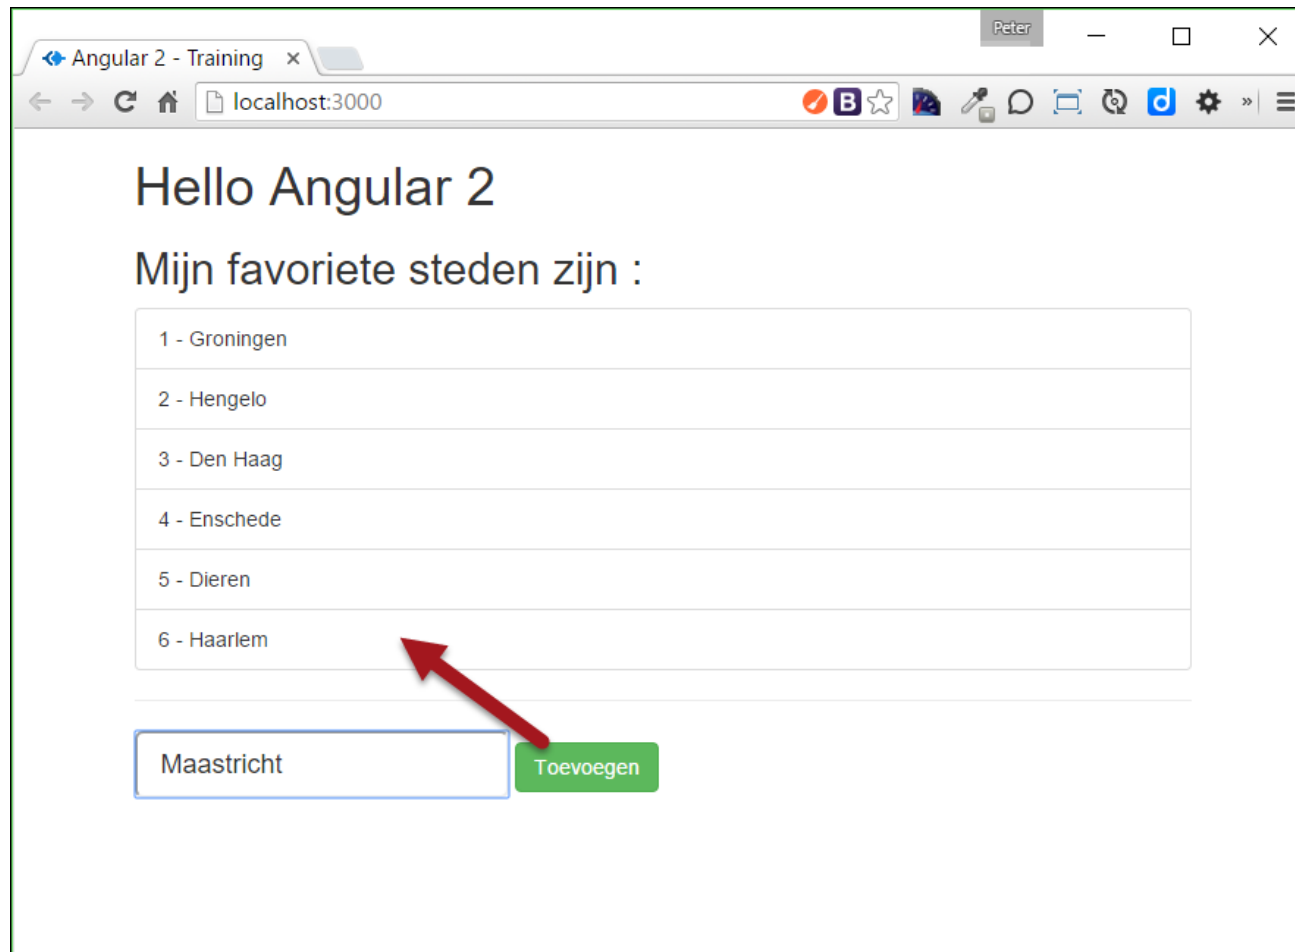 Peter
Angular 2 - Training
localhost:3000
Hello Angular 2
Mijn favoriete steden zijn :
1 - Groningen
2 - Hengelo
3 - Den Haag
4 - Enschede
5 - Dieren
6 - Haarlem
Maastricht Toevoegen